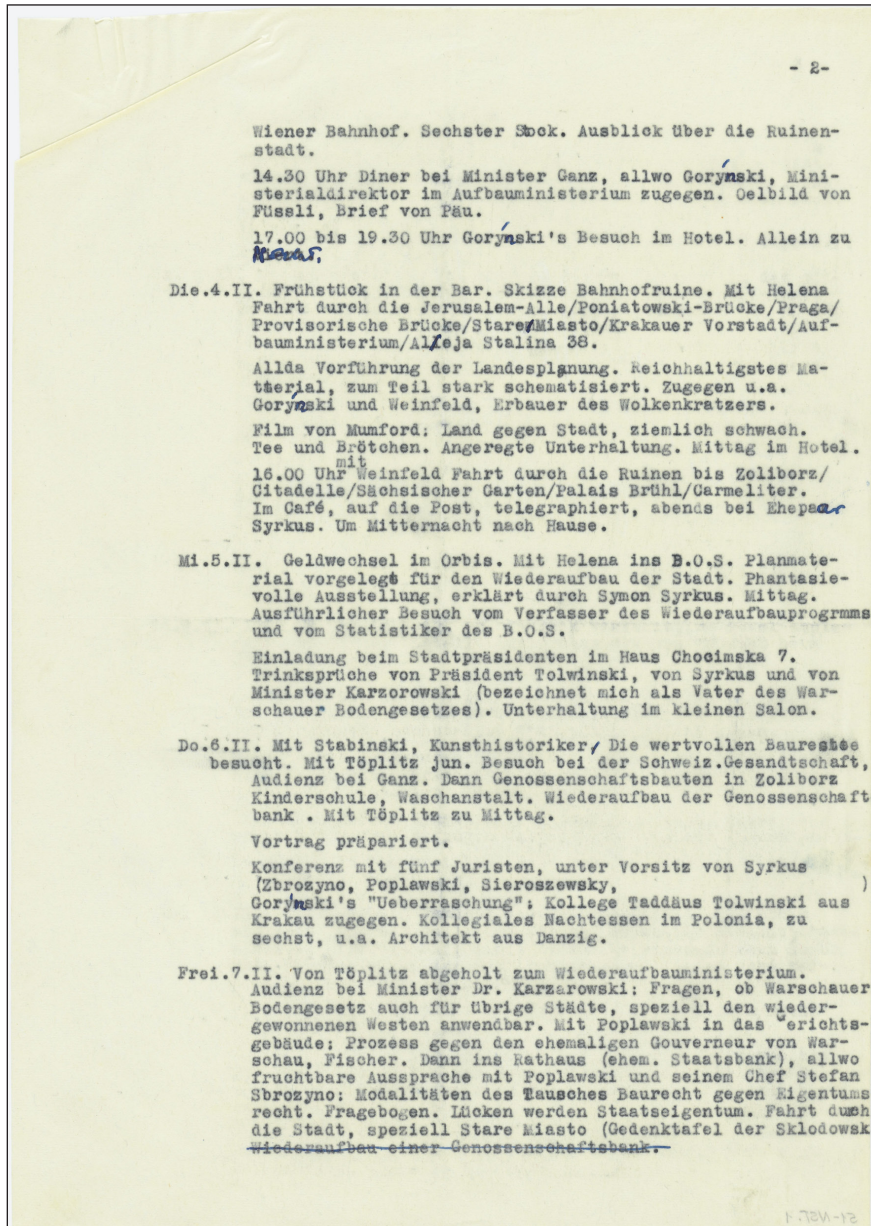 - 2-
Wiener Bahnhof. Sechster Stock. Ausblick über die Ruinen-
stadt.
14.30 Uhr Diner bei Minister Ganz, allwo Gorýnski, Mini-
sterialdirektor im Aufbauministerium zugegen. Oelbild von
Füssli, Brief von Päu.
17.00 bis 19.30 Uhr Gorýnski's Besuch im Hotel. Allein zu
Die.4.II. Frühstück in der Bar. Skizze Bahnhofruine. Mit Helena
Fahrt durch die Jerusalem-Alle/Poniatowski-Brücke/Praga/
Provisorische Brücke/Stare Miasto/Krakauer Vorstadt/Auf-
bauministerium/Alleja Stalina 38.
Allda Vorführung der Landesplanung. Reichhaltigstes Ma-
terial, zum Teil stark schematisiert. Zugegen u.a.
Gorýnski und Weinfeld, Erbauer des Wolkenkratzers.
Film von Mumford: Land gegen Stadt, ziemlich schwach.
Tee und Brötchen. Angeregte Unterhaltung. Mittag im Hotel.
16.00 Uhr mit Weinfeld Fahrt durch die Ruinen bis Zoliborz/
Citadelle/Sächsischer Garten/Palais Brühl/Carmeliter.
Im Café, auf die Post, telegraphiert, abends bei Ehepaar
Syrkus. Um Mitternacht nach Hause.
Mi.5.II. Geldwechsel im Orbis. Mit Helena ins B.O.S. Planmate-
rial vorgelegt für den Wiederaufbau der Stadt. Phantasie-
volle Ausstellung, erklärt durch Symon Syrkus. Mittag.
Ausführlicher Besuch vom Verfasser des Wiederaufbauprogrmms
und vom Statistiker des B.O.S.
Einladung beim Stadtpräsidenten im Haus Chocimska 7.
Trinksprüche von Präsident Tolwinski, von Syrkus und von
Minister Karzorowski (bezeichnet mich als Vater des War-
schauer Bodengesetzes). Unterhaltung im kleinen Salon.
Do.6.II. Mit Stabinski, Kunsthistoriker, Die wertvollen Baureste
besucht. Mit Töplitz jun. Besuch bei der Schweiz.Gesandtschaft,
Audienz bei Ganz. Dann Genossenschaftsbauten in Zoliborz
Kinderschule, Waschanstalt. Wiederaufbau der Genossenschaft
bank . Mit Töplitz zu Mittag.
Vortrag präpariert.
Konferenz mit fünf Juristen, unter Vorsitz von Syrkus
(Zbrozyno, Poplawski, Sieroszewsky, )
Gorýnski's "Ueberraschung"; Kollege Taddäus Tolwinski aus
Krakau zugegen. Kollegiales Nachtessen im Polonia, zu
sechst, u.a. Architekt aus Danzig.
Frei.7.II. Von Töplitz abgeholt zum Wiederaufbauministerium.
Audienz bei Minister Dr. Karzarowski: Fragen, ob Warschauer
Bodengesetz auch für übrige Städte, speziell den wieder-
gewonnenen Westen anwendbar. Mit Poplawski in das "erichts-
gebäude: Prozess gegen den ehemaligen Gouverneur von War-
schau, Fischer. Dann ins Rathaus (ehem. Staatsbank), allwo
fruchtbare Aussprache mit Poplawski und seinem Chef Stefan
Sbrozyno: Modalitäten des Tausches Baurecht gegen Eigentums
recht. Fragebogen. Lücken werden Staatseigentum. Fahrt durch
die Stadt, speziell Stare Miasto (Gedenktafel der Sklodowsk
Wiederaufbau einer Genossenschaftsbank.